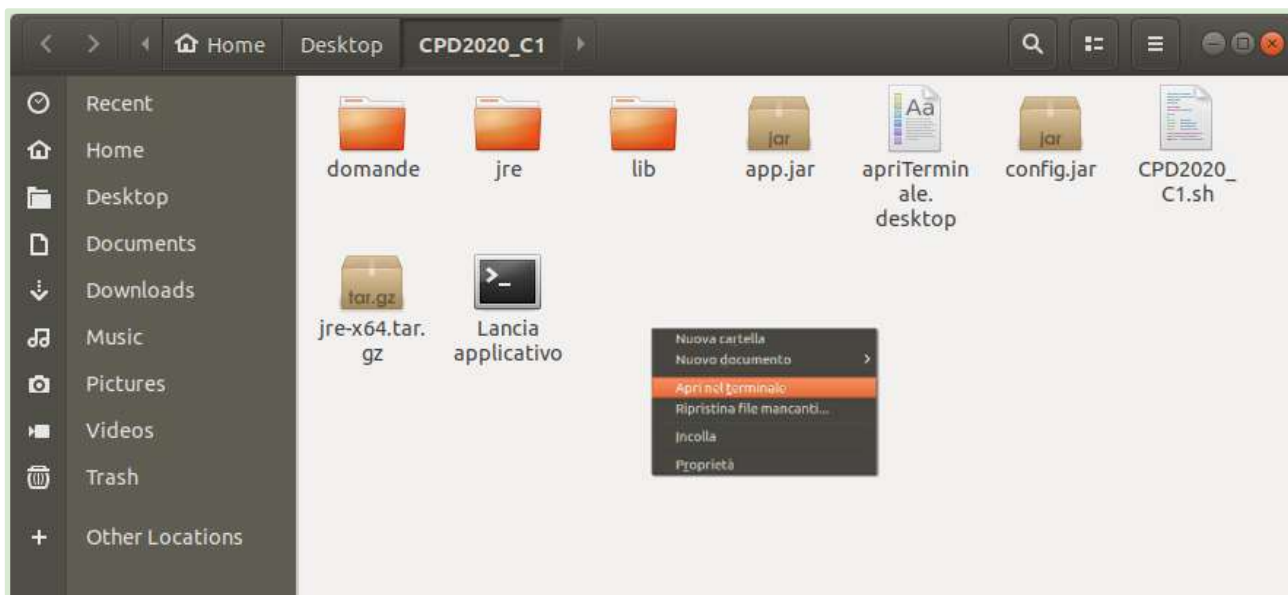 Home
Desktop
CPD2020_C1
Recent
Home
Desktop
Documents
Downloads
Music
Pictures
Videos
Trash
Other Locations
domande
jre
lib
jar
app.jar
Aa
apriTermin
ale.
desktop
jar
config.jar
CPD2020_
C1.sh
tar.gz
jre-x64.tar.
gz
>_
Lancia
applicativo
Nuova cartella
Nuovo documento
Apri nel terminale
Ripristina file mancanti...
Incolla
Proprietà